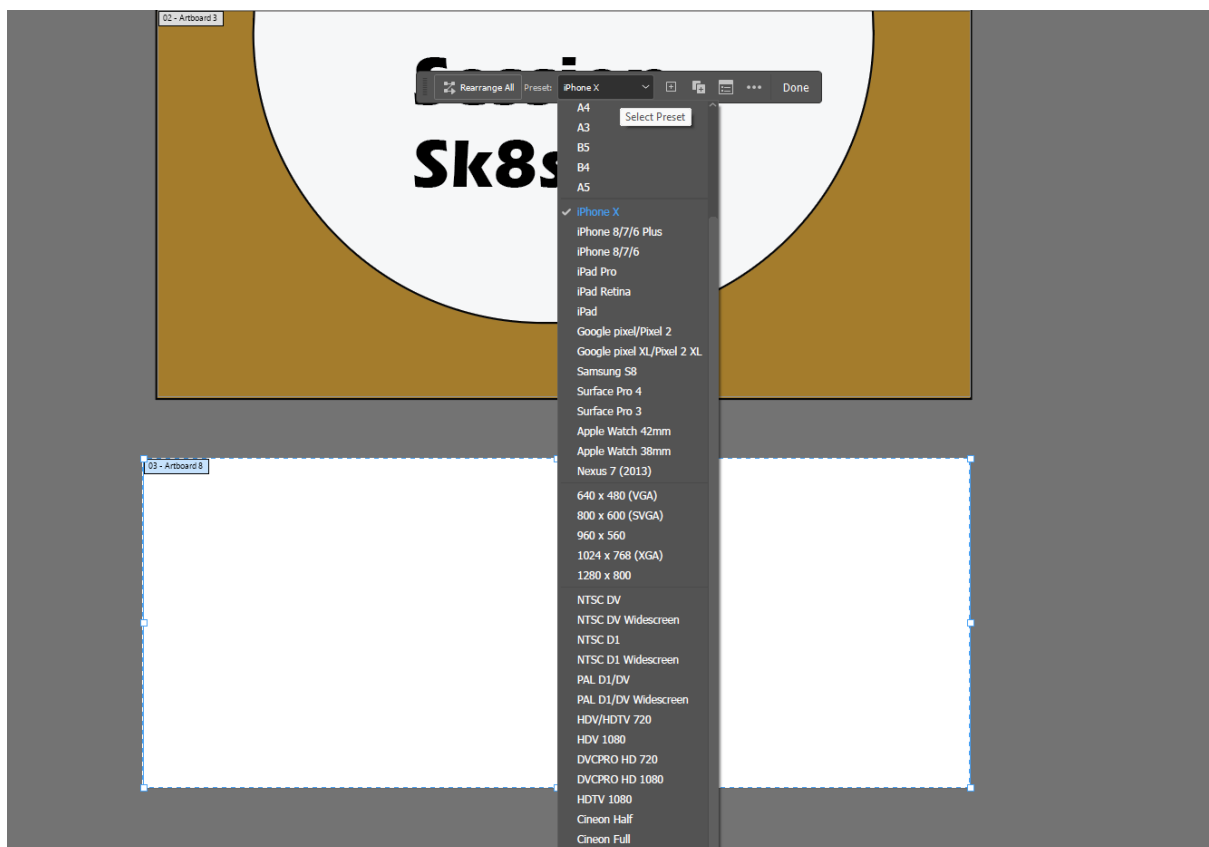 02 - Artboard 3
Session
Rearrange All Preset: iPhone X Done
Select Preset
Sk8s
A4
A3
B5
B4
A5
iPhone X
iPhone 8/7/6 Plus
iPhone 8/7/6
iPad Pro
iPad Retina
iPad
Google pixel/Pixel 2
Google pixel XL/Pixel 2 XL
Samsung S8
Surface Pro 4
Surface Pro 3
Apple Watch 42mm
Apple Watch 38mm
Nexus 7 (2013)
640 x 480 (VGA)
800 x 600 (SVGA)
960 x 560
1024 x 768 (XGA)
1280 x 800
NTSC DV
NTSC DV Widescreen
NTSC D1
NTSC D1 Widescreen
PAL D1/DV
PAL D1/DV Widescreen
HDV/HDTV 720
HDV 1080
DVCPRO HD 720
DVCPRO HD 1080
HDTV 1080
Cineon Half
Cineon Full
03 - Artboard 8